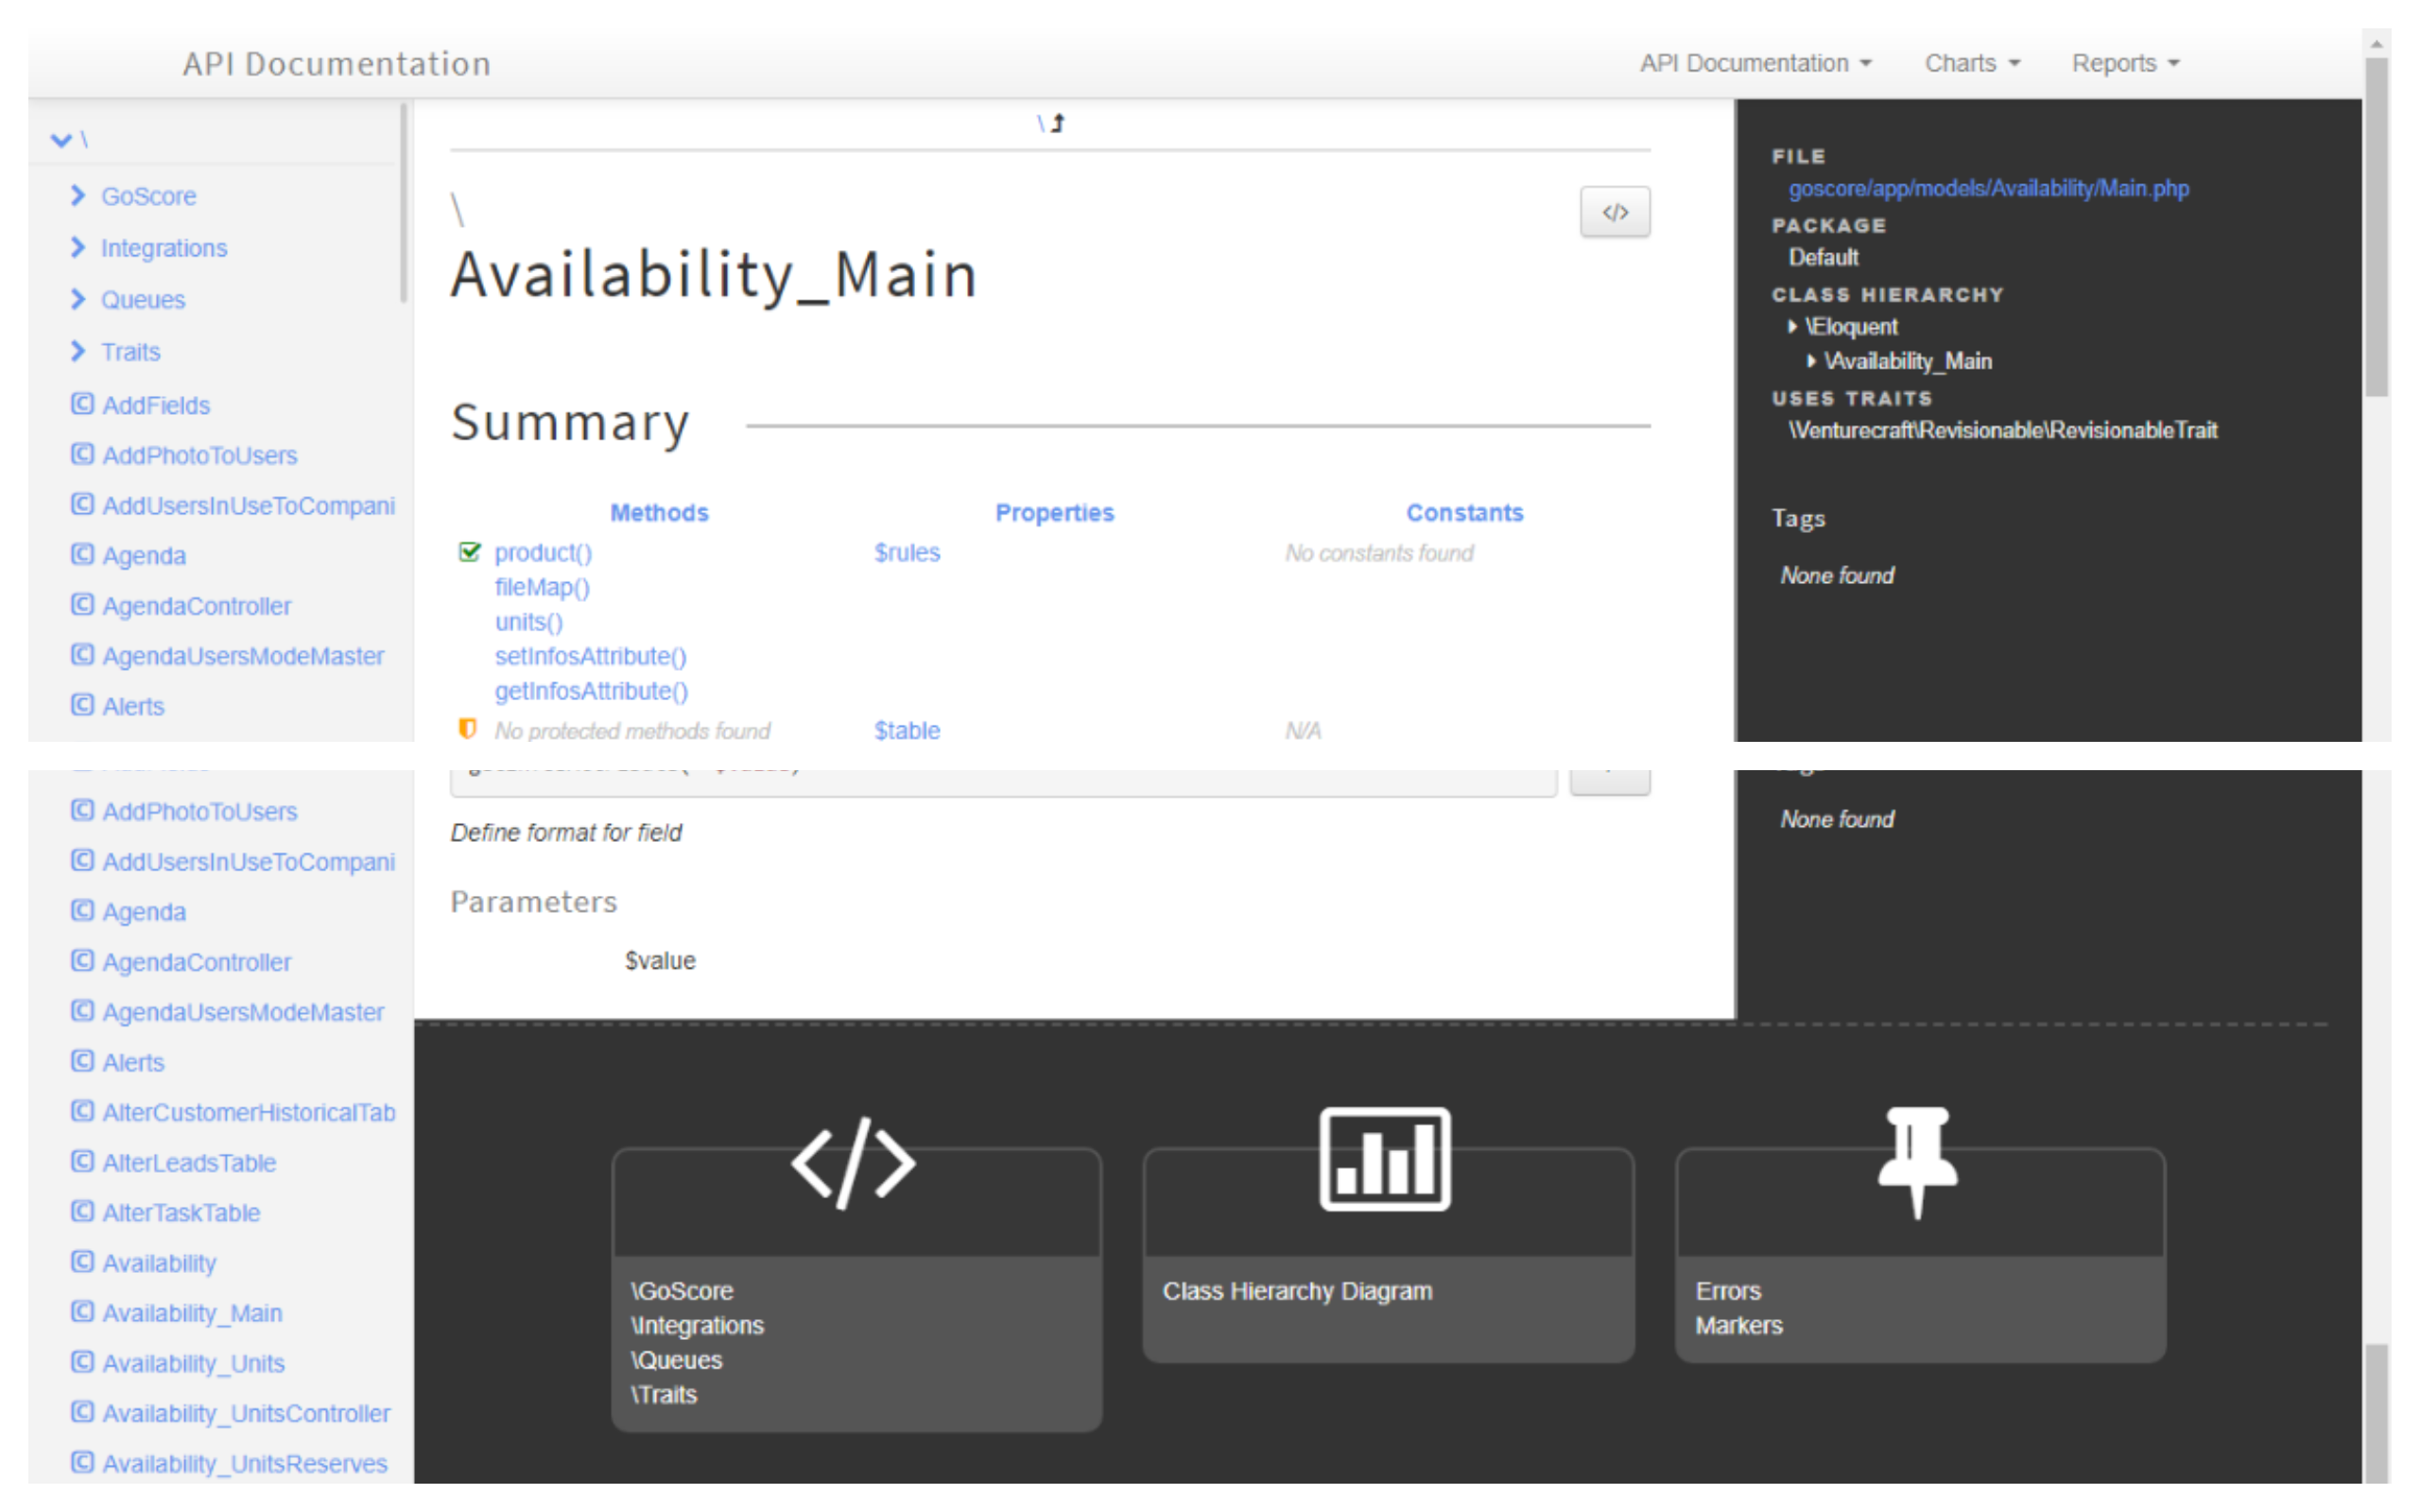 API Documentation
API Documentation Charts Reports
\
GoScore
Integrations
Queues
Traits
AddFields
AddPhotoToUsers
AddUsersInUseToCompani
Agenda
AgendaController
AgendaUsersModeMaster
Alerts
\
\
Availability_Main
</>
Summary
Methods Properties Constants
product() $rules No constants found
fileMap()
units()
setInfosAttribute()
getInfosAttribute()
No protected methods found $table N/A
FILE
goscore/app/models/Availability/Main.php
PACKAGE
Default
CLASS HIERARCHY
\Eloquent
\Availability_Main
USES TRAITS
\Venturecraft\Revisionable\RevisionableTrait
Tags
None found
AddPhotoToUsers
AddUsersInUseToCompani
Agenda
AgendaController
AgendaUsersModeMaster
Alerts
AlterCustomerHistoricalTab
AlterLeadsTable
AlterTaskTable
Availability
Availability_Main
Availability_Units
Availability_UnitsController
Availability_UnitsReserves
Define format for field
Parameters
$value
None found
</>
\GoScore
\Integrations
\Queues
\Traits
Class Hierarchy Diagram
Errors
Markers